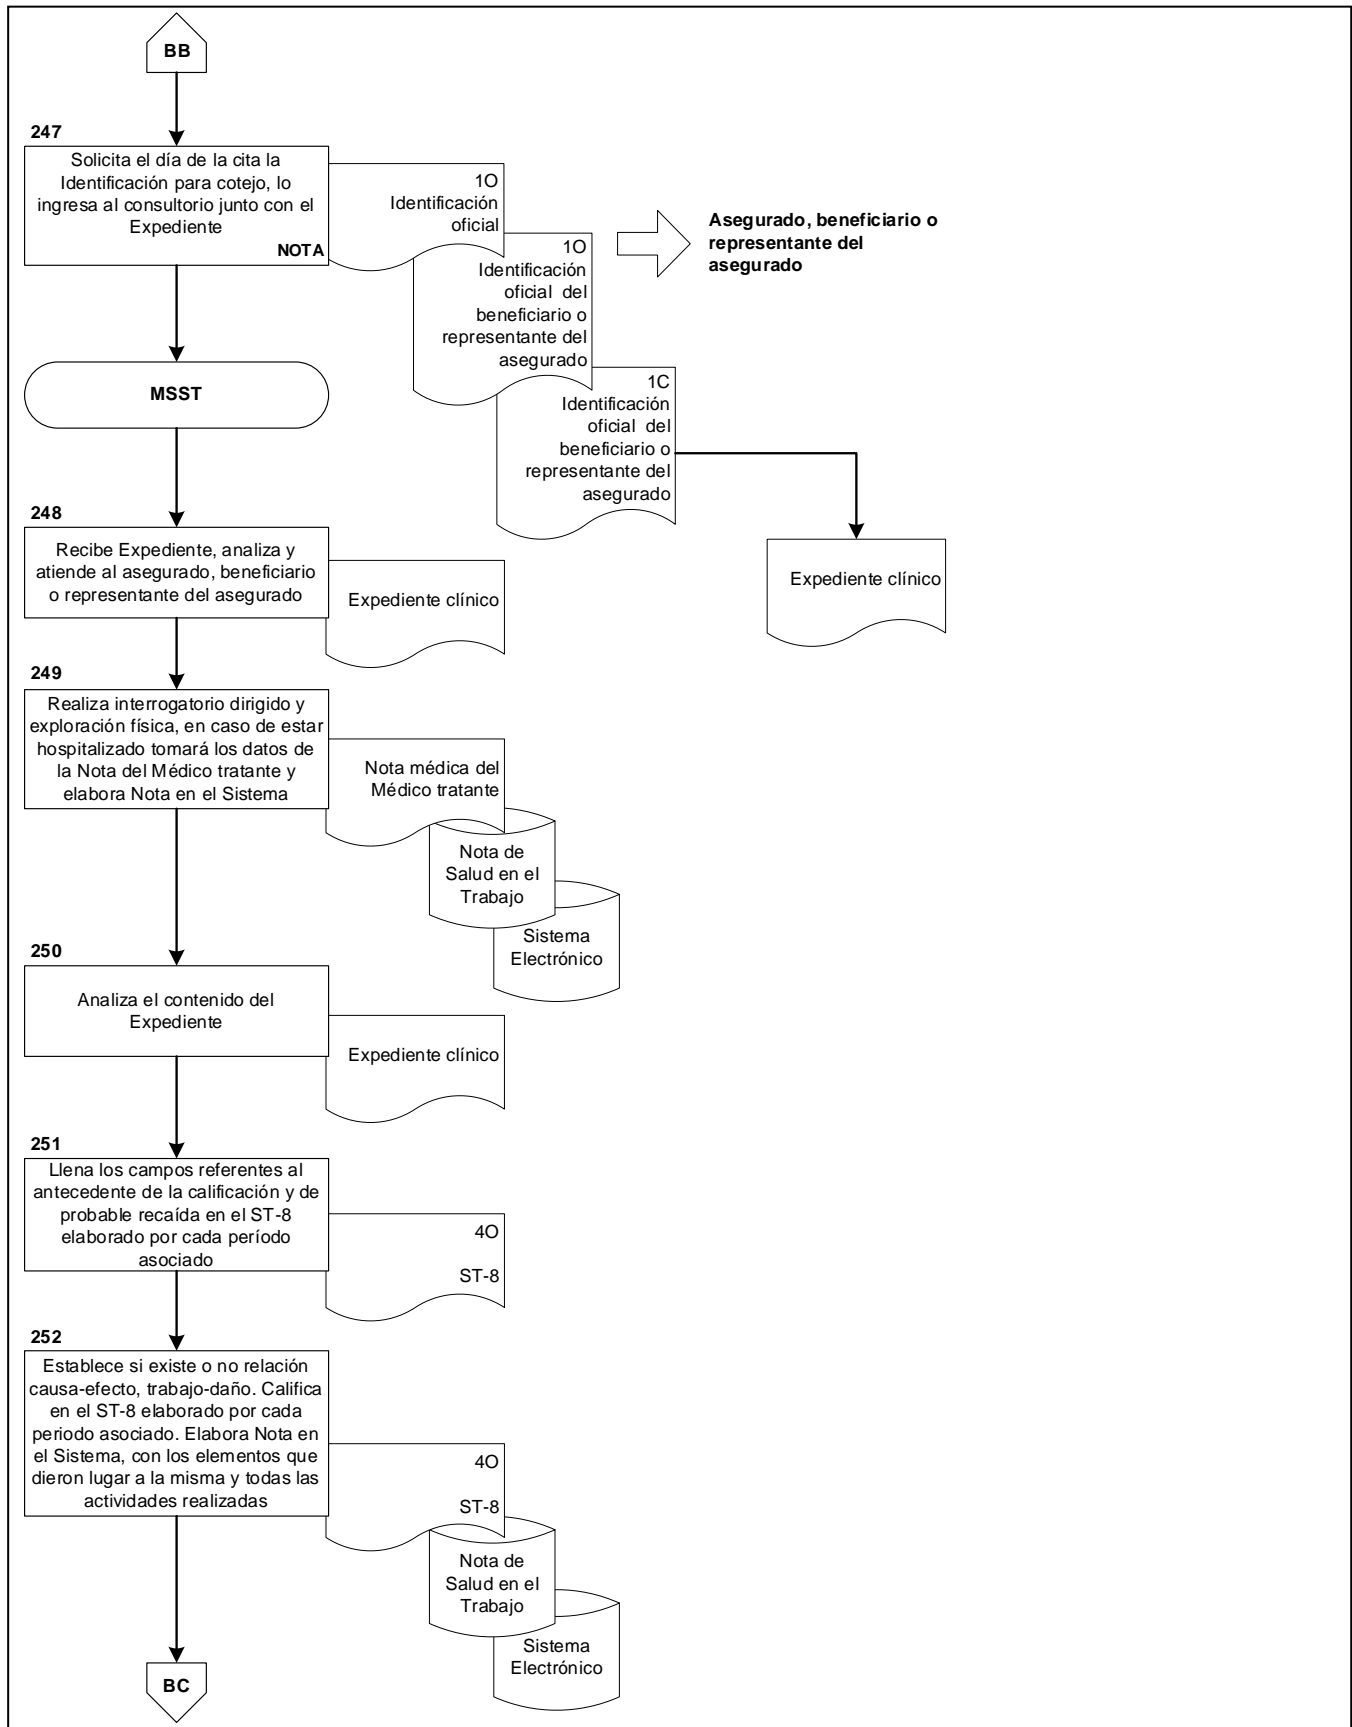 BB
247
Solicita el día de la cita la
Identificación para cotejo, lo
ingresa al consultorio junto con el
Expediente
NOTA
1O
Identificación
oficial
1O
Identificación
oficial del
beneficiario o
representante del
asegurado
Asegurado, beneficiario o
representante del
asegurado
1C
Identificación
oficial del
beneficiario o
representante del
asegurado
MSST
248
Recibe Expediente, analiza y
atiende al asegurado, beneficiario
o representante del asegurado
Expediente clínico
Expediente clínico
249
Realiza interrogatorio dirigido y
exploración física, en caso de estar
hospitalizado tomará los datos de
la Nota del Médico tratante y
elabora Nota en el Sistema
Nota médica del
Médico tratante
Nota de
Salud en el
Trabajo
Sistema
Electrónico
250
Analiza el contenido del
Expediente
Expediente clínico
251
Llena los campos referentes al
antecedente de la calificación y de
probable recaída en el ST-8
elaborado por cada período
asociado
4O
ST-8
252
Establece si existe o no relación
causa-efecto, trabajo-daño. Califica
en el ST-8 elaborado por cada
periodo asociado. Elabora Nota en
el Sistema, con los elementos que
dieron lugar a la misma y todas las
actividades realizadas
4O
ST-8
Nota de
Salud en el
Trabajo
Sistema
Electrónico
BC